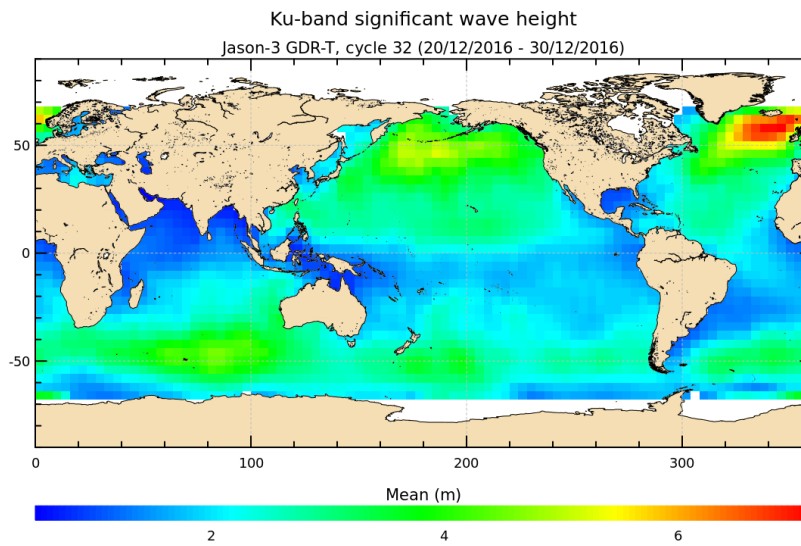 Ku-band significant wave height
Jason-3 GDR-T, cycle 32 (20/12/2016 - 30/12/2016)
50
0
-50
0 100 200 300
Mean (m)
2 4 6